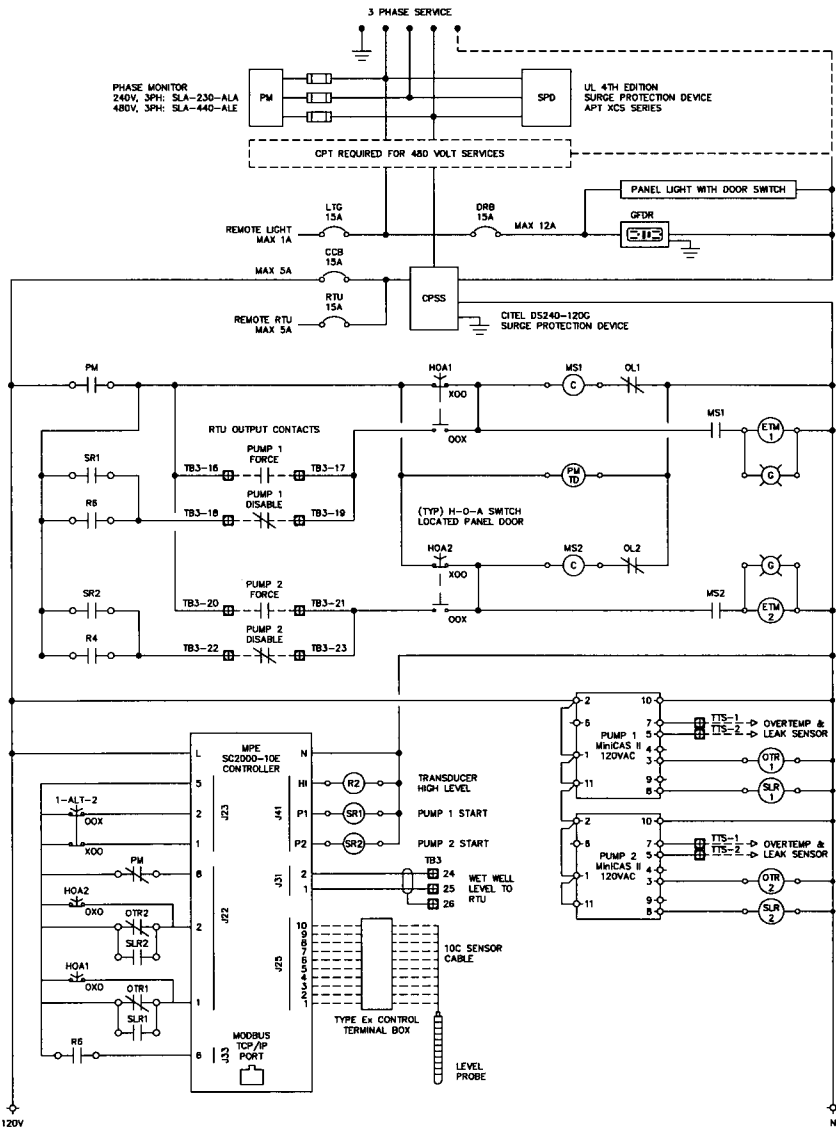 3 PHASE SERVICE
PHASE MONITOR
240V, 3PH: SLA-230-ALA
480V, 3PH: SLA-440-ALE
PM
SPD
UL 4TH EDITION
SURGE PROTECTION DEVICE
APT XCS SERIES
CPT REQUIRED FOR 480 VOLT SERVICES
PANEL LIGHT WITH DOOR SWITCH
LTG
15A
DRB
15A
MAX 12A
GFDR
REMOTE LIGHT
MAX 1A
CCB
15A
MAX 5A
RTU
15A
REMOTE RTU
MAX 5A
CPSS
CITEL DS240-120G
SURGE PROTECTION DEVICE
PM
HOA1
XOO
MS1
C
OL1
OOX
MS1
ETM
1
G
RTU OUTPUT CONTACTS
PUMP 1
FORCE
TB3-16
TB3-17
SR1
PM
TD
PUMP 1
DISABLE
TB3-18
TB3-19
R6
(TYP) H-O-A SWITCH
LOCATED PANEL DOOR
HOA2
XOO
MS2
C
OL2
G
PUMP 2
FORCE
SR2
TB3-20
TB3-21
OOX
MS2
ETM
2
PUMP 2
DISABLE
R4
TB3-22
TB3-23
MPE
SC2000-10E
CONTROLLER
L
N
5
HI
R2
TRANSDUCER
HIGH LEVEL
1-ALT-2
OOX
2
J23
J41
P1
SR1
PUMP 1 START
XOO
1
P2
SR2
PUMP 2 START
PM
6
J31
2
1
TB3
24
25
26
WET WELL
LEVEL TO
RTU
HOA2
OXO
OTR2
2
J22
SLR2
J25
10
9
8
7
6
5
4
3
2
1
10C SENSOR
CABLE
HOA1
OXO
OTR1
1
SLR1
TYPE Ex CONTROL
TERMINAL BOX
R6
6
J33
MODBUS
TCP/IP
PORT
LEVEL
PROBE
2
10
6
7
TTS-1
OVERTEMP &
PUMP 1
MiniCAS II
120VAC
5
TTS-2
LEAK SENSOR
1
4
3
OTR
1
11
9
8
SLR
1
2
10
6
7
TTS-1
OVERTEMP &
PUMP 2
MiniCAS II
120VAC
5
TTS-2
LEAK SENSOR
1
4
3
OTR
2
11
9
8
SLR
2
120V
N